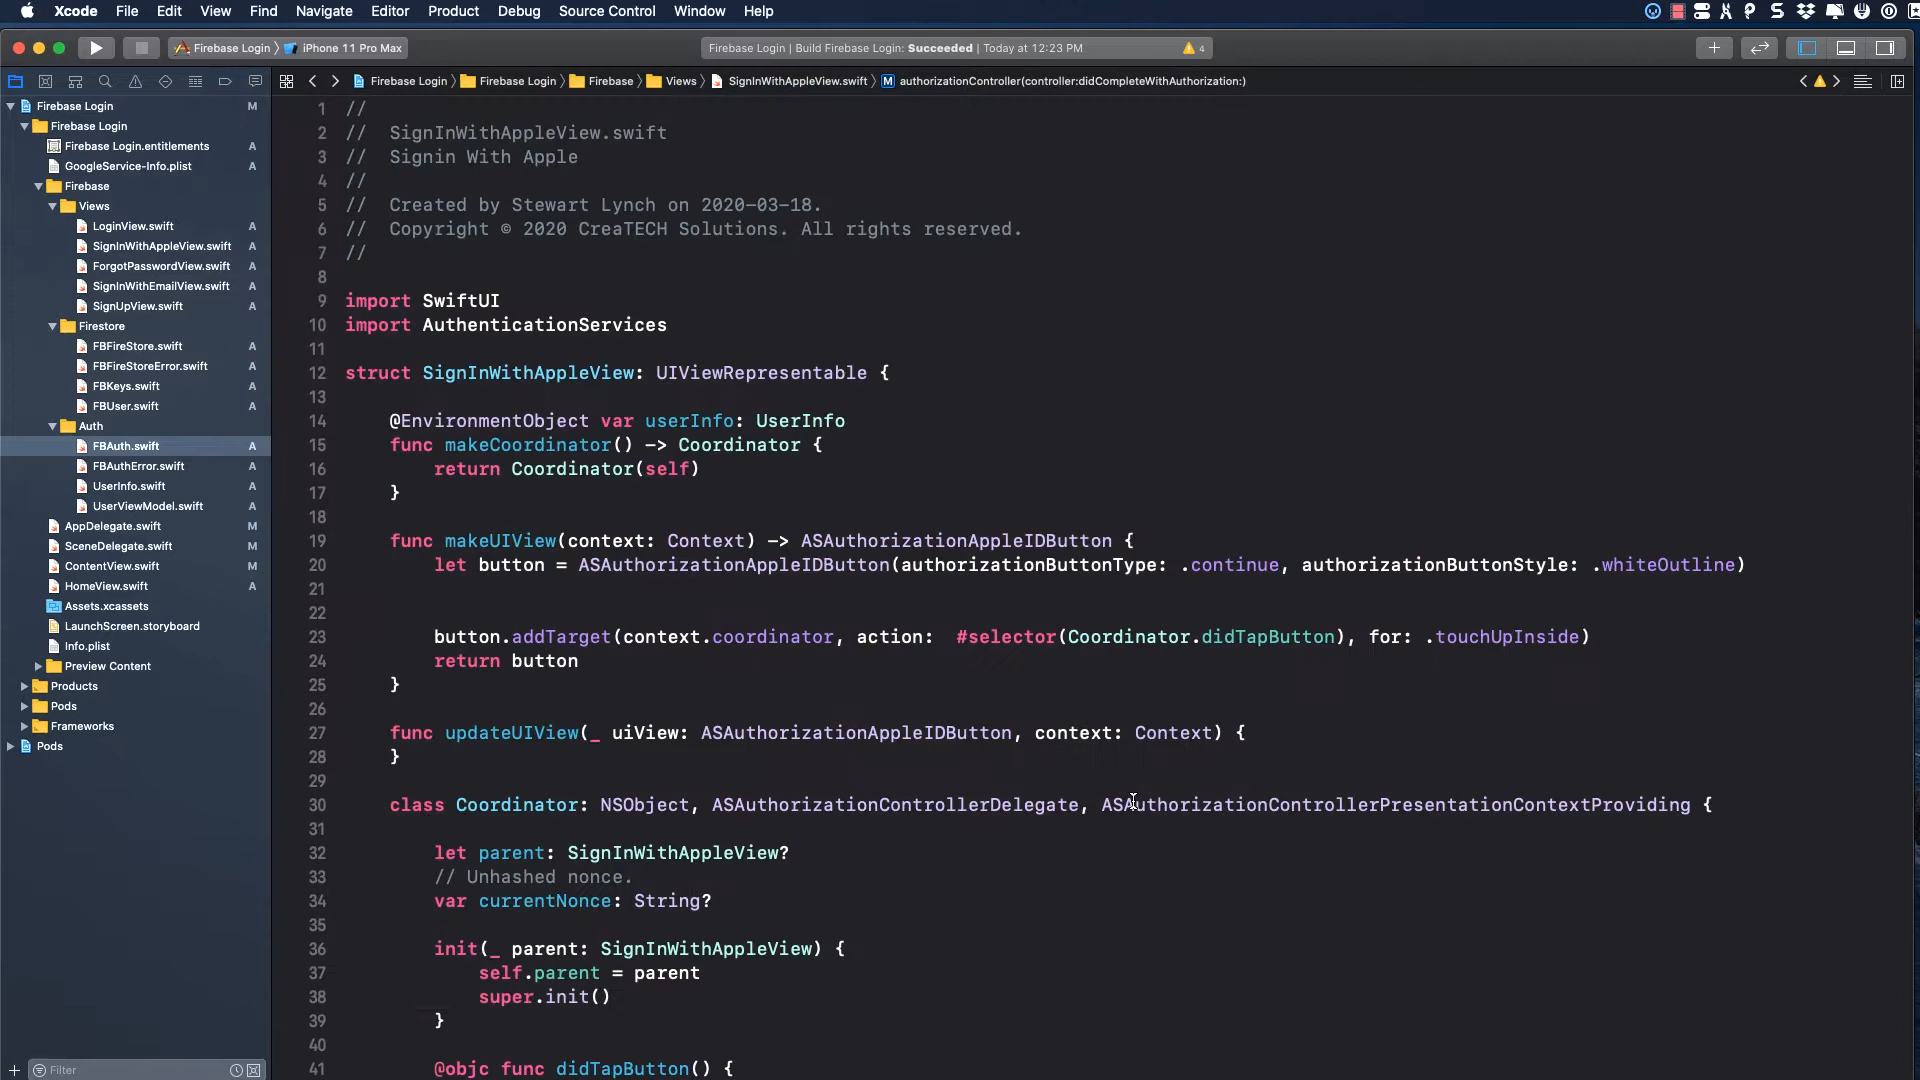 Xcode File Edit View Find Navigate Editor Product Debug Source Control Window Help
Firebase Login iPhone 11 Pro Max
Firebase Login | Build Firebase Login: Succeeded | Today at 12:23 PM 4
Firebase Login Firebase Login Firebase Views SignInWithAppleView.swift M authorizationController(controller:didCompleteWithAuthorization:)
Firebase Login M
Firebase Login
Firebase Login.entitlements A
GoogleService-Info.plist A
Firebase
Views
LoginView.swift A
SignInWithAppleView.swift A
ForgotPasswordView.swift A
SignInWithEmailView.swift A
SignUpView.swift A
Firestore
FBFireStore.swift A
FBFireStoreError.swift A
FBKeys.swift A
FBUser.swift A
Auth
FBAuth.swift A
FBAuthError.swift A
UserInfo.swift A
UserViewModel.swift A
AppDelegate.swift M
SceneDelegate.swift M
ContentView.swift M
HomeView.swift A
Assets.xcassets
LaunchScreen.storyboard
Info.plist
Preview Content
Products
Pods
Frameworks
Pods
Filter
1 //
2 // SignInWithAppleView.swift
3 // Signin With Apple
4 //
5 // Created by Stewart Lynch on 2020-03-18.
6 // Copyright © 2020 CreaTECH Solutions. All rights reserved.
7 //
8
9 import SwiftUI
10 import AuthenticationServices
11
12 struct SignInWithAppleView: UIViewRepresentable {
13
14 @EnvironmentObject var userInfo: UserInfo
15 func makeCoordinator() -> Coordinator {
16 return Coordinator(self)
17 }
18
19 func makeUIView(context: Context) -> ASAuthorizationAppleIDButton {
20 let button = ASAuthorizationAppleIDButton(authorizationButtonType: .continue, authorizationButtonStyle: .whiteOutline)
21
22
23 button.addTarget(context.coordinator, action: #selector(Coordinator.didTapButton), for: .touchUpInside)
24 return button
25 }
26
27 func updateUIView(_ uiView: ASAuthorizationAppleIDButton, context: Context) {
28 }
29
30 class Coordinator: NSObject, ASAuthorizationControllerDelegate, ASAuthorizationControllerPresentationContextProviding {
31
32 let parent: SignInWithAppleView?
33 // Unhashed nonce.
34 var currentNonce: String?
35
36 init(_ parent: SignInWithAppleView) {
37 self.parent = parent
38 super.init()
39 }
40
41 @objc func didTapButton() {